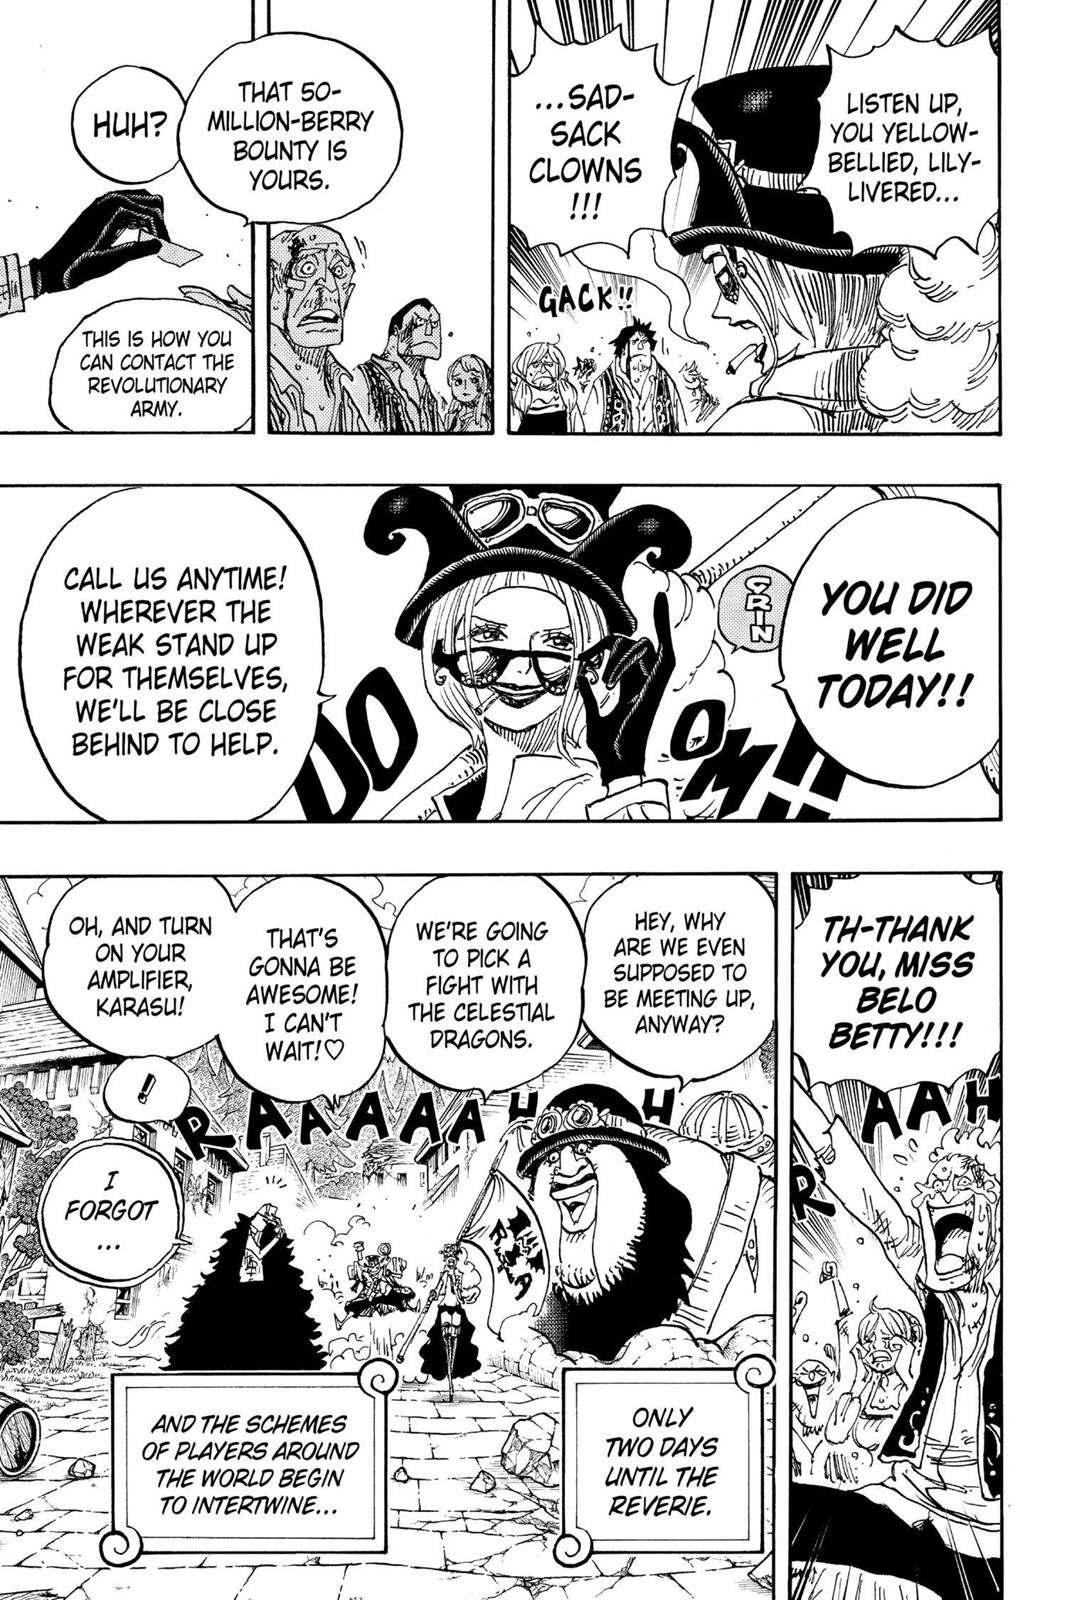 LISTEN UP,
YOU YELLOW-
BELLIED, LILY-
LIVERED...
...SAD-
SACK
CLOWNS
!!!
GACK!!
THAT 50-
MILLION-BERRY
BOUNTY IS
YOURS.
HUH?
THIS IS HOW YOU
CAN CONTACT THE
REVOLUTIONARY
ARMY.
YOU DID
WELL
TODAY!!
GRIN
DOOOM!!
CALL US ANYTIME!
WHEREVER THE
WEAK STAND UP
FOR THEMSELVES,
WE'LL BE CLOSE
BEHIND TO HELP.
TH-THANK
YOU, MISS
BELO
BETTY!!!
RAAH
HEY, WHY
ARE WE EVEN
SUPPOSED TO
BE MEETING UP,
ANYWAY?
WE'RE GOING
TO PICK A
FIGHT WITH
THE CELESTIAL
DRAGONS.
THAT'S
GONNA BE
AWESOME!
I CAN'T
WAIT!♡
OH, AND TURN
ON YOUR
AMPLIFIER,
KARASU!
!
I
FORGOT
...
RAAAAAAHHH
ONLY
TWO DAYS
UNTIL THE
REVERIE.
AND THE SCHEMES
OF PLAYERS AROUND
THE WORLD BEGIN
TO INTERTWINE...